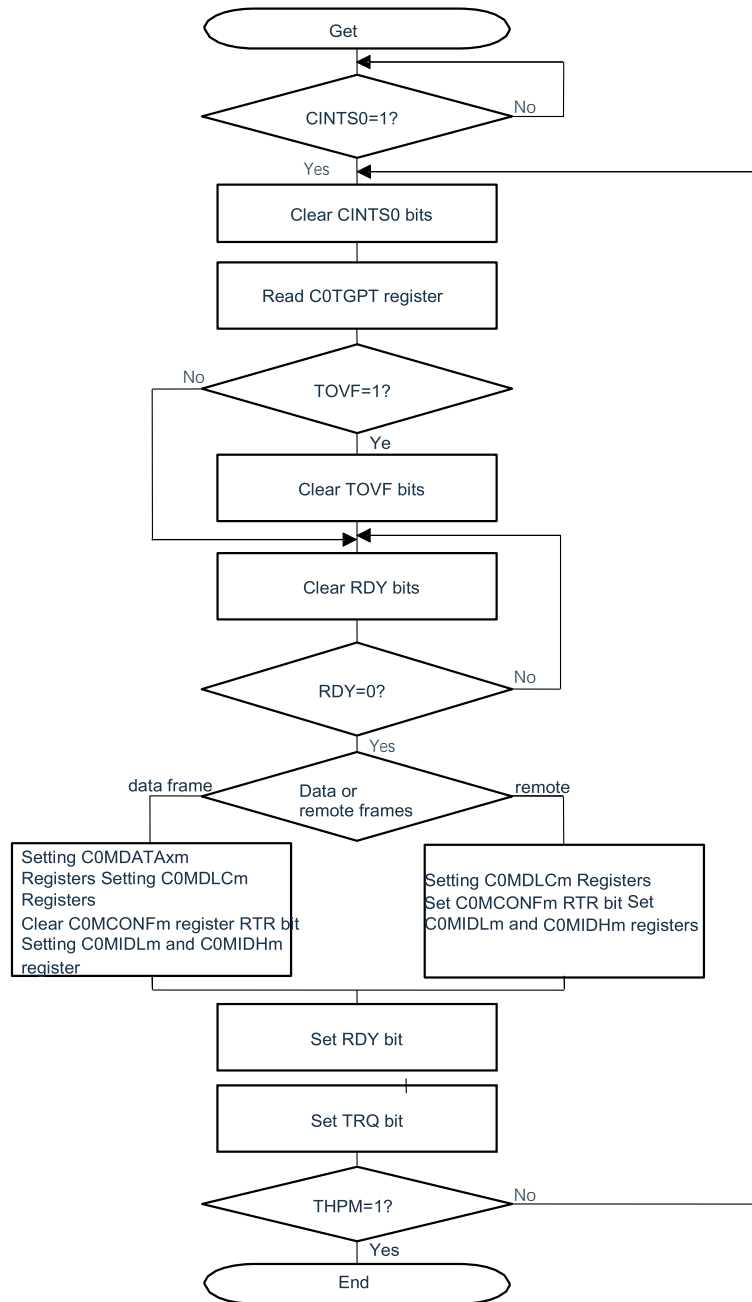 Get
No
CINTS0=1?
Yes
Clear CINTS0 bits
Read C0TGPT register
No
TOVF=1?
Ye
Clear TOVF bits
Clear RDY bits
No
RDY=0?
Yes
data frame
Data or
remote frames
remote
Setting C0MDATAxm
Registers Setting C0MDLCm
Registers
Clear C0MCONFm register RTR bit
Setting C0MIDLm and C0MIDHm
register
Setting C0MDLCm Registers
Set C0MCONFm RTR bit Set
C0MIDLm and C0MIDHm registers
Set RDY bit
Set TRQ bit
No
THPM=1?
Yes
End